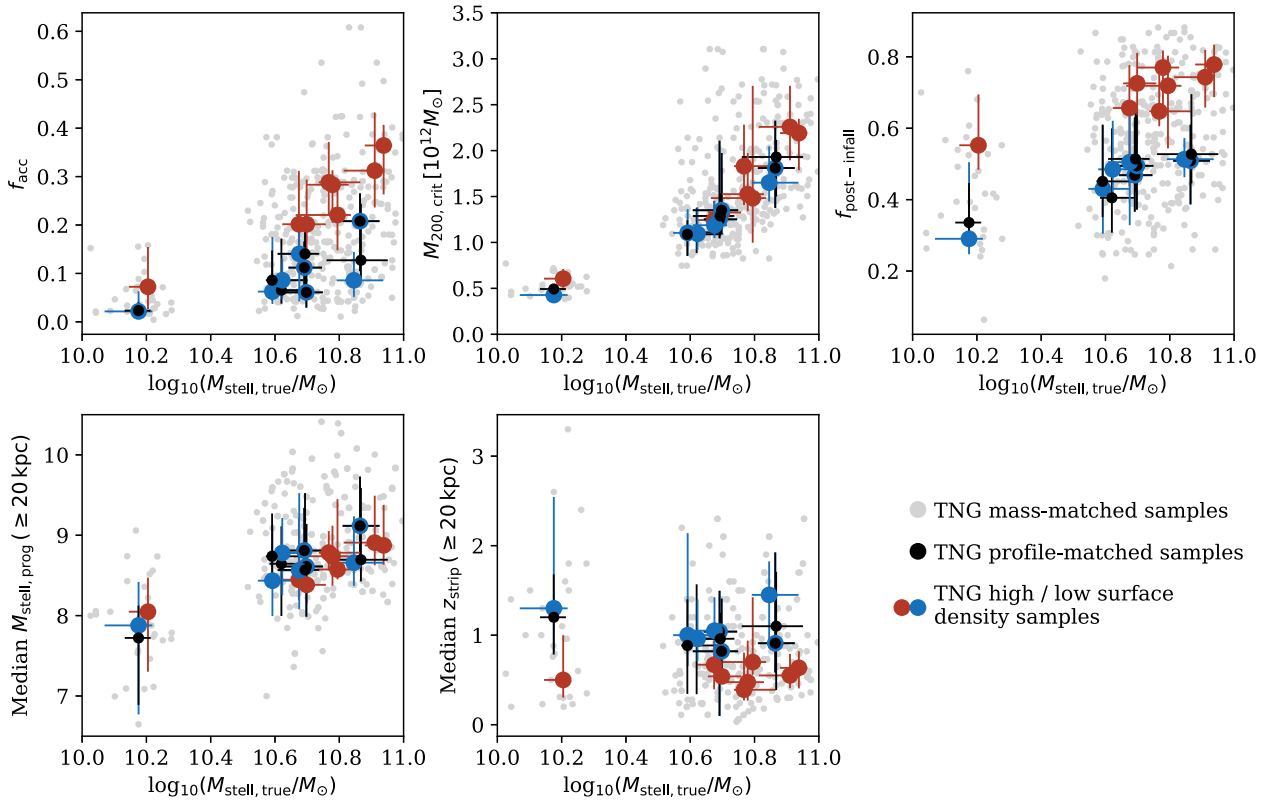 0.6
0.5
0.4
0.3
0.2
0.1
0.0
f_acc
10.0 10.2 10.4 10.6 10.8 11.0
log₁₀(M_stell, true/M_⊙)
3.5
3.0
2.5
2.0
1.5
1.0
0.5
0.0
M_200, crit [10¹² M_⊙]
10.0 10.2 10.4 10.6 10.8 11.0
log₁₀(M_stell, true/M_⊙)
0.8
0.6
0.4
0.2
f_post−infall
10.0 10.2 10.4 10.6 10.8 11.0
log₁₀(M_stell, true/M_⊙)
10
9
8
7
Median M_stell, prog (≥ 20 kpc)
10.0 10.2 10.4 10.6 10.8 11.0
log₁₀(M_stell, true/M_⊙)
3
2
1
0
Median z_strip (≥ 20 kpc)
10.0 10.2 10.4 10.6 10.8 11.0
log₁₀(M_stell, true/M_⊙)
TNG mass-matched samples
TNG profile-matched samples
TNG high / low surface
density samples